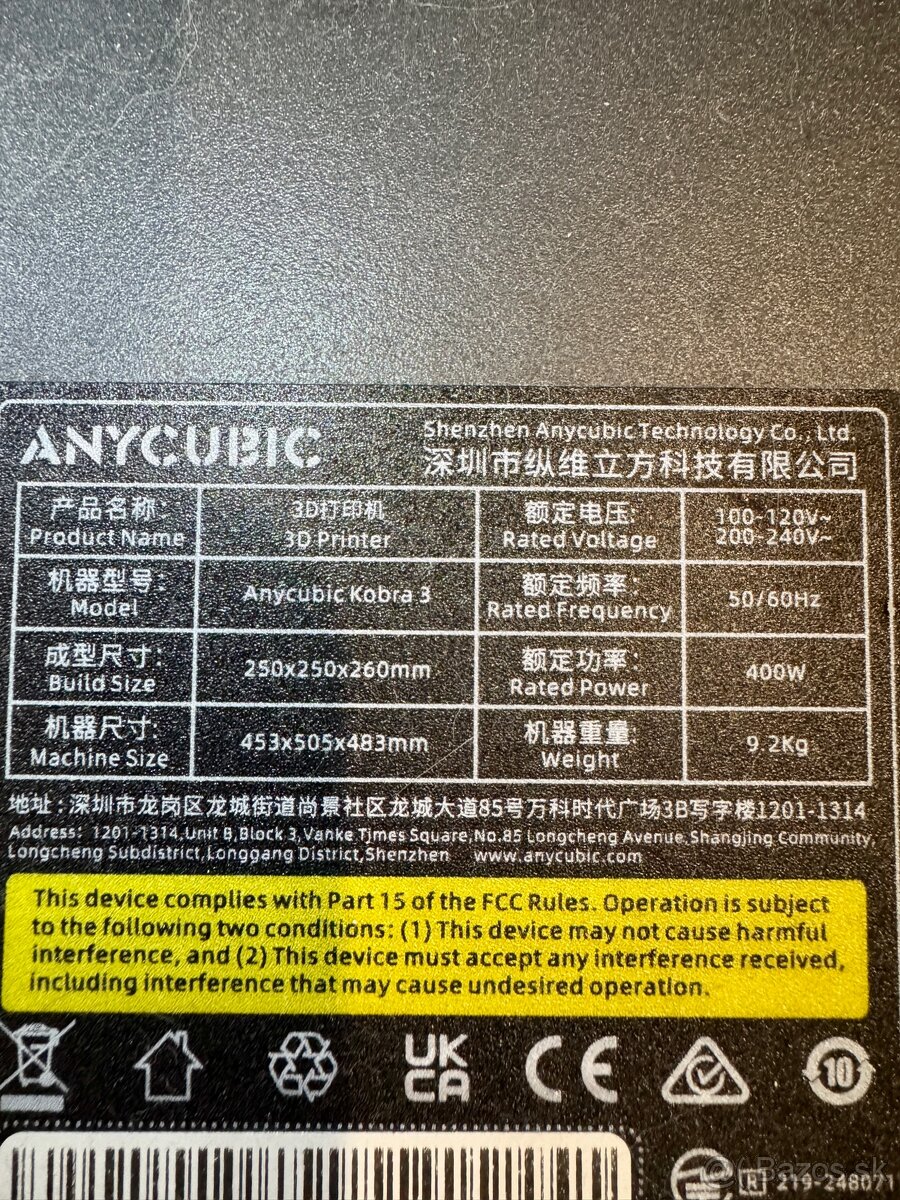 ANYCUBIC
Shenzhen Anycubic Technology Co., Ltd.
深圳市纵维立方科技有限公司
产品名称:
Product Name
3D打印机
3D Printer
额定电压:
Rated Voltage
100-120V~
200-240V~
机器型号:
Model
Anycubic Kobra 3
额定频率:
Rated Frequency
50/60Hz
成型尺寸:
Build Size
250x250x260mm
额定功率:
Rated Power
400W
机器尺寸:
Machine Size
453x505x483mm
机器重量:
Weight
9.2Kg
地址:深圳市龙岗区龙城街道尚景社区龙城大道85号万科时代广场3B写字楼1201-1314
Address: 1201-1314,Unit B,Block 3,Vanke Times Square,No.85 Longcheng Avenue,Shangjing Community,
Longcheng Subdistrict,Longgang District,Shenzhen www.anycubic.com
This device complies with Part 15 of the FCC Rules. Operation is subject
to the following two conditions: (1) This device may not cause harmful
interference, and (2) This device must accept any interference received,
including interference that may cause undesired operation.
UK
CA
CE
10
R 219-248071
Bazos.sk